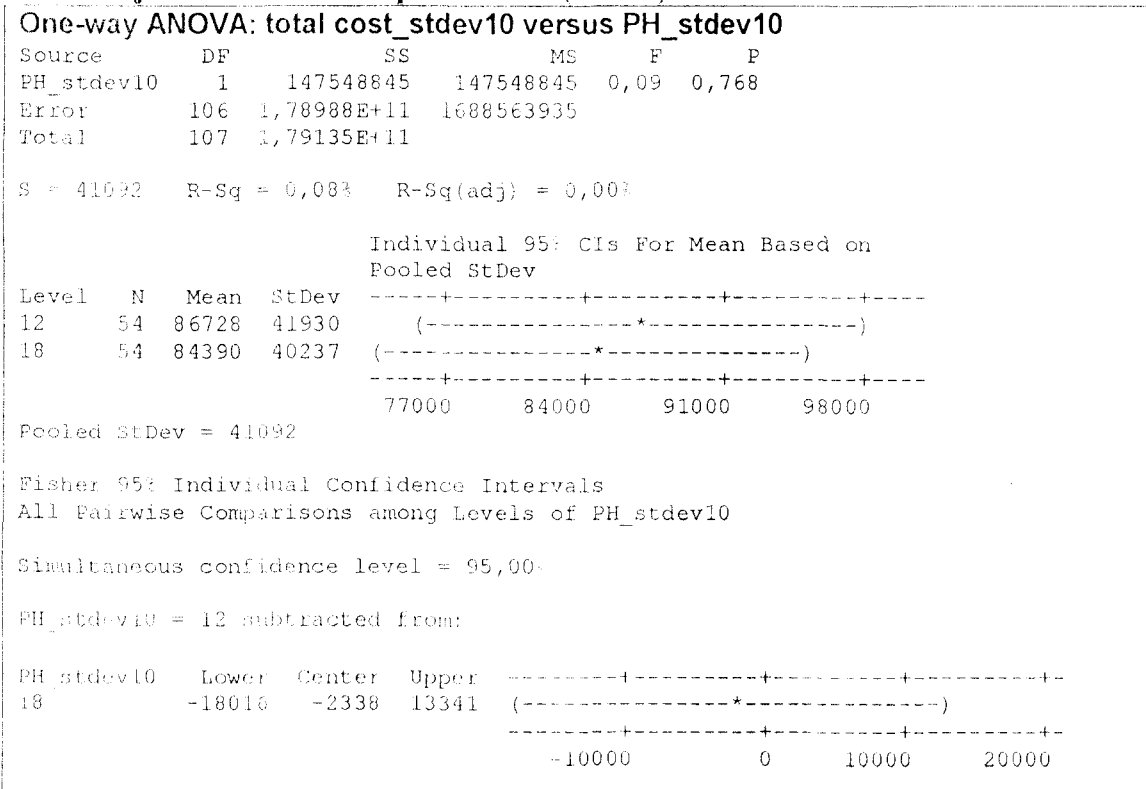 One-way ANOVA: total cost_stdev10 versus PH_stdev10
Source DF SS MS F P
PH_stdev10 1 147548845 147548845 0,09 0,768
Error 106 1,78988E+11 1688563935
Total 107 1,79135E+11
S = 41092 R-Sq = 0,08% R-Sq(adj) = 0,00%
Individual 95% CIs For Mean Based on
Pooled StDev
Level N Mean StDev -----+---------+---------+---------+----
12 54 86728 41930 (---------------*---------------)
18 54 84390 40237 (---------------*--------------)
-----+---------+---------+---------+----
77000 84000 91000 98000
Pooled StDev = 41092
Fisher 95% Individual Confidence Intervals
All Pairwise Comparisons among Levels of PH_stdev10
Simultaneous confidence level = 95,00%
PH_stdev10 = 12 subtracted from:
PH_stdev10 Lower Center Upper --------+---------+---------+---------+-
18 -18016 -2338 13341 (---------------*--------------)
--------+---------+---------+---------+-
-10000 0 10000 20000